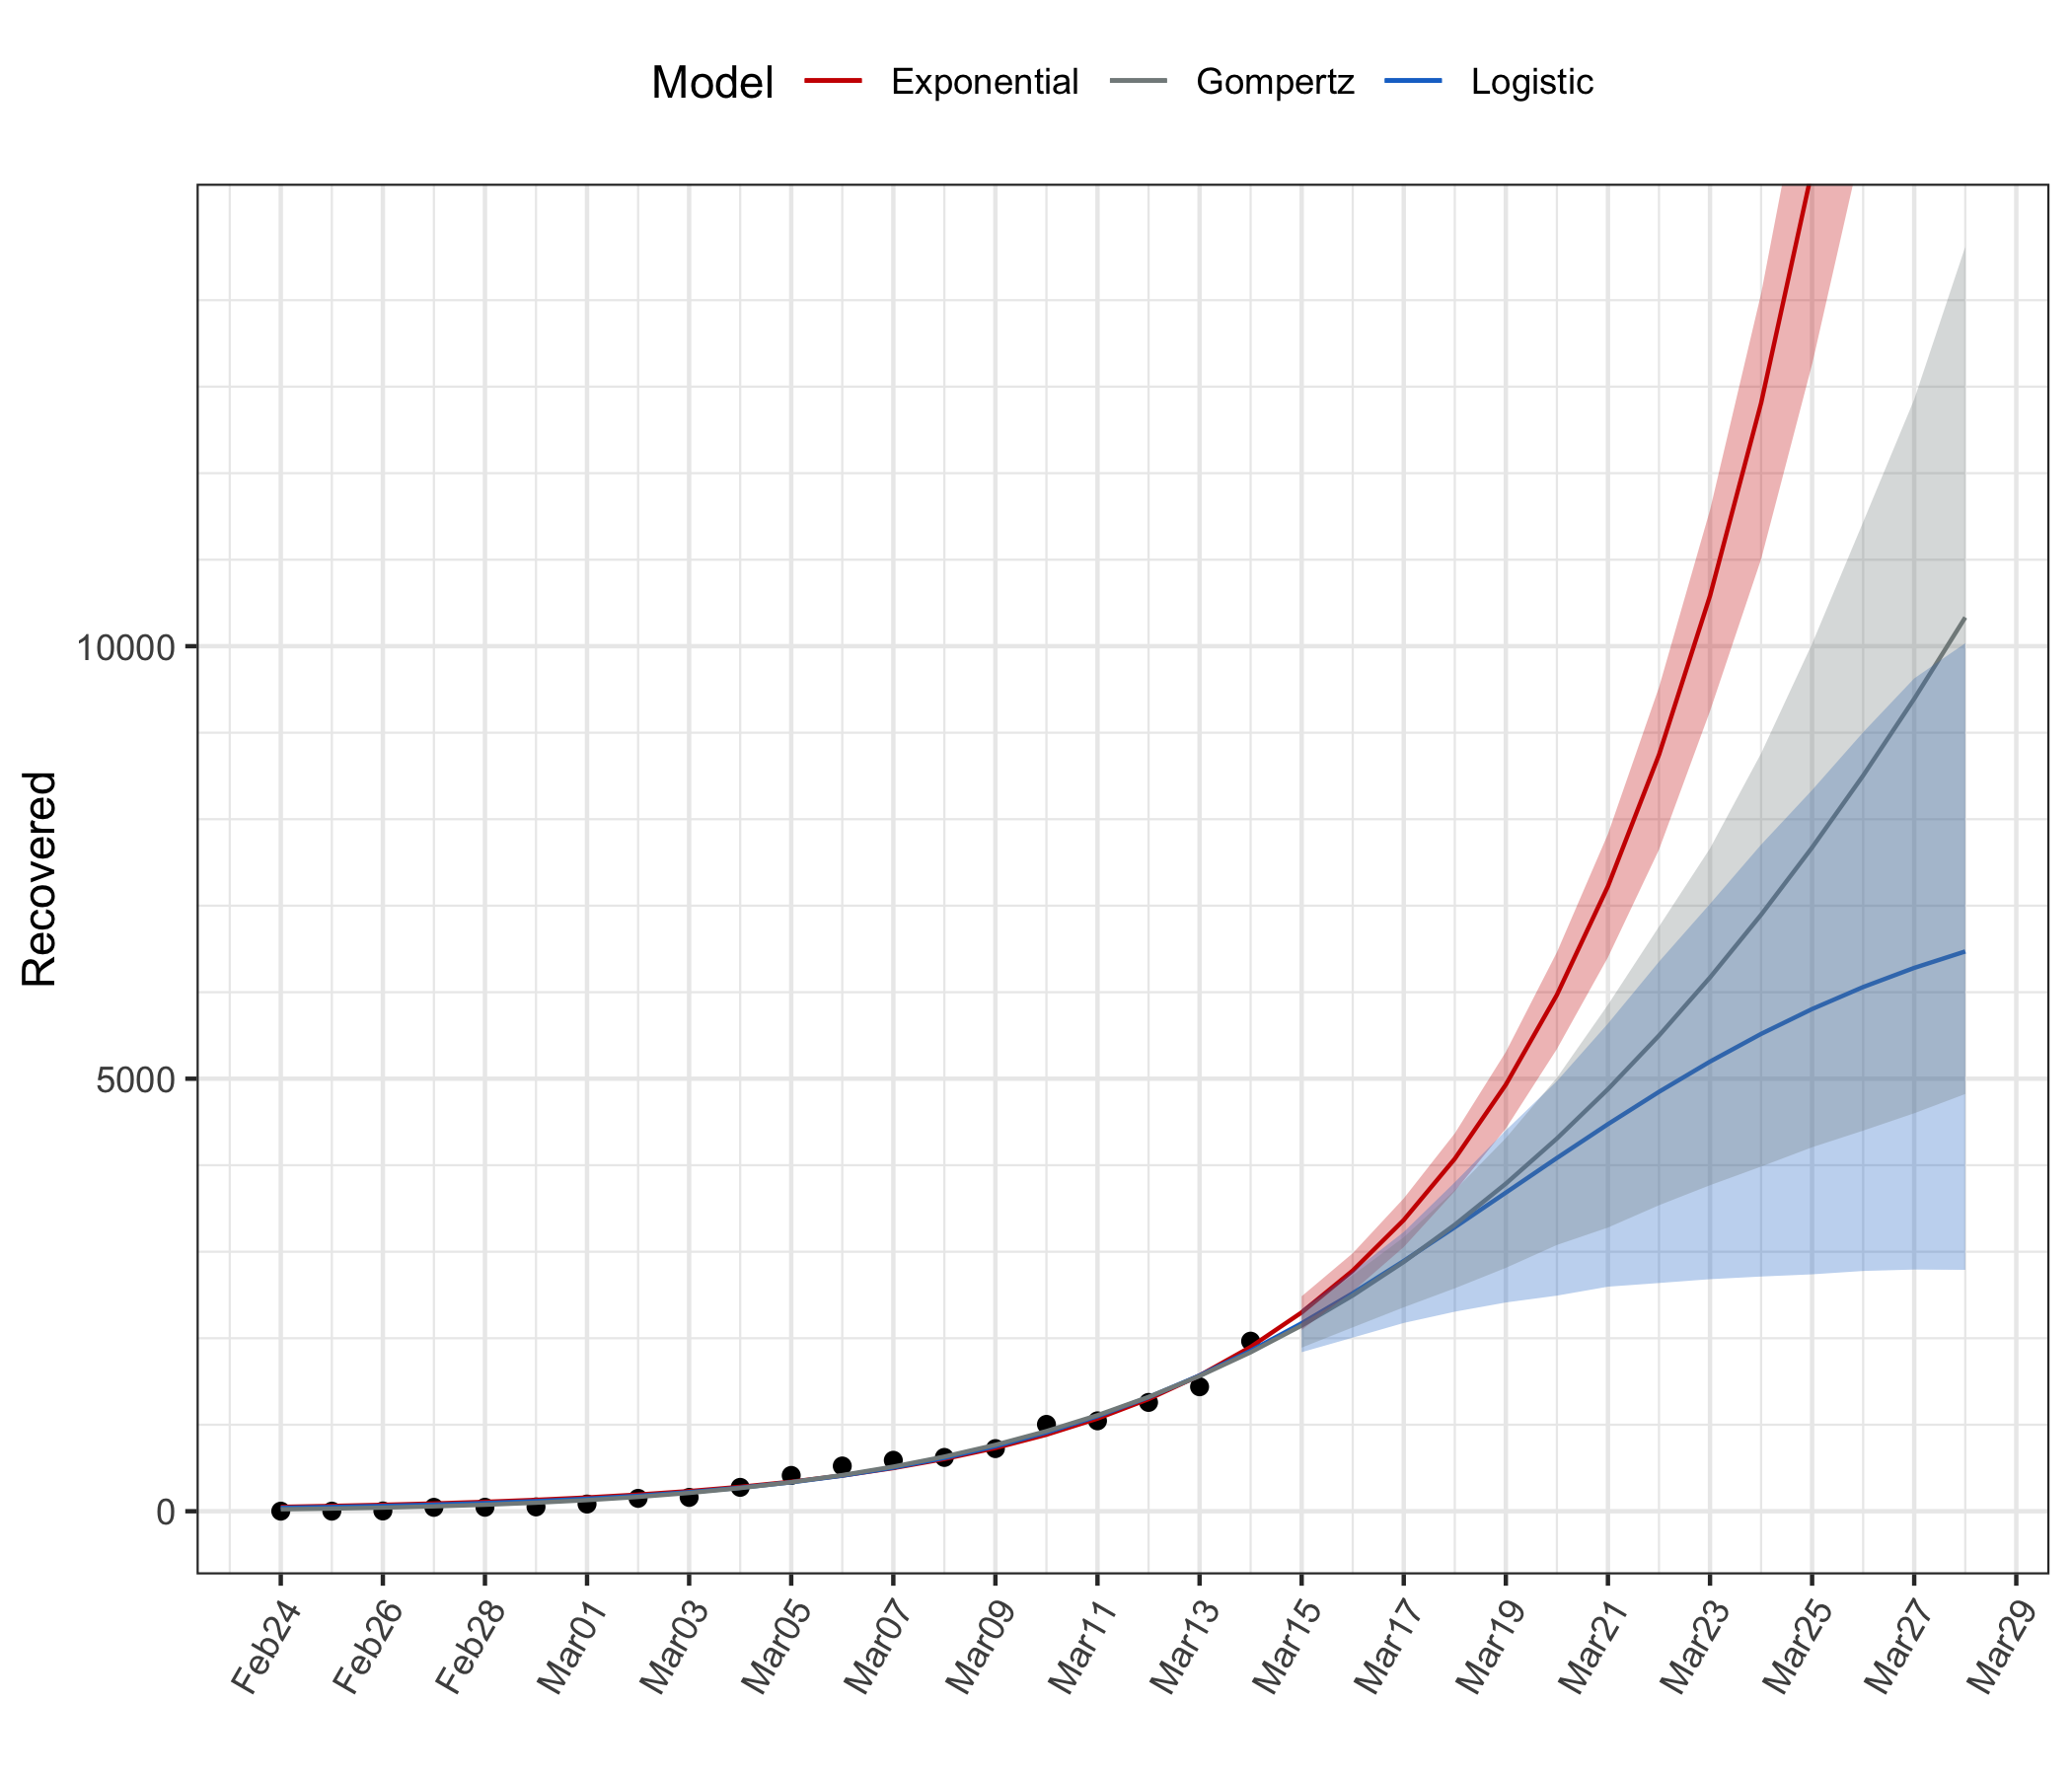 Model Exponential Gompertz Logistic
Recovered
10000
5000
0
Feb24 Feb26 Feb28 Mar01 Mar03 Mar05 Mar07 Mar09 Mar11 Mar13 Mar15 Mar17 Mar19 Mar21 Mar23 Mar25 Mar27 Mar29